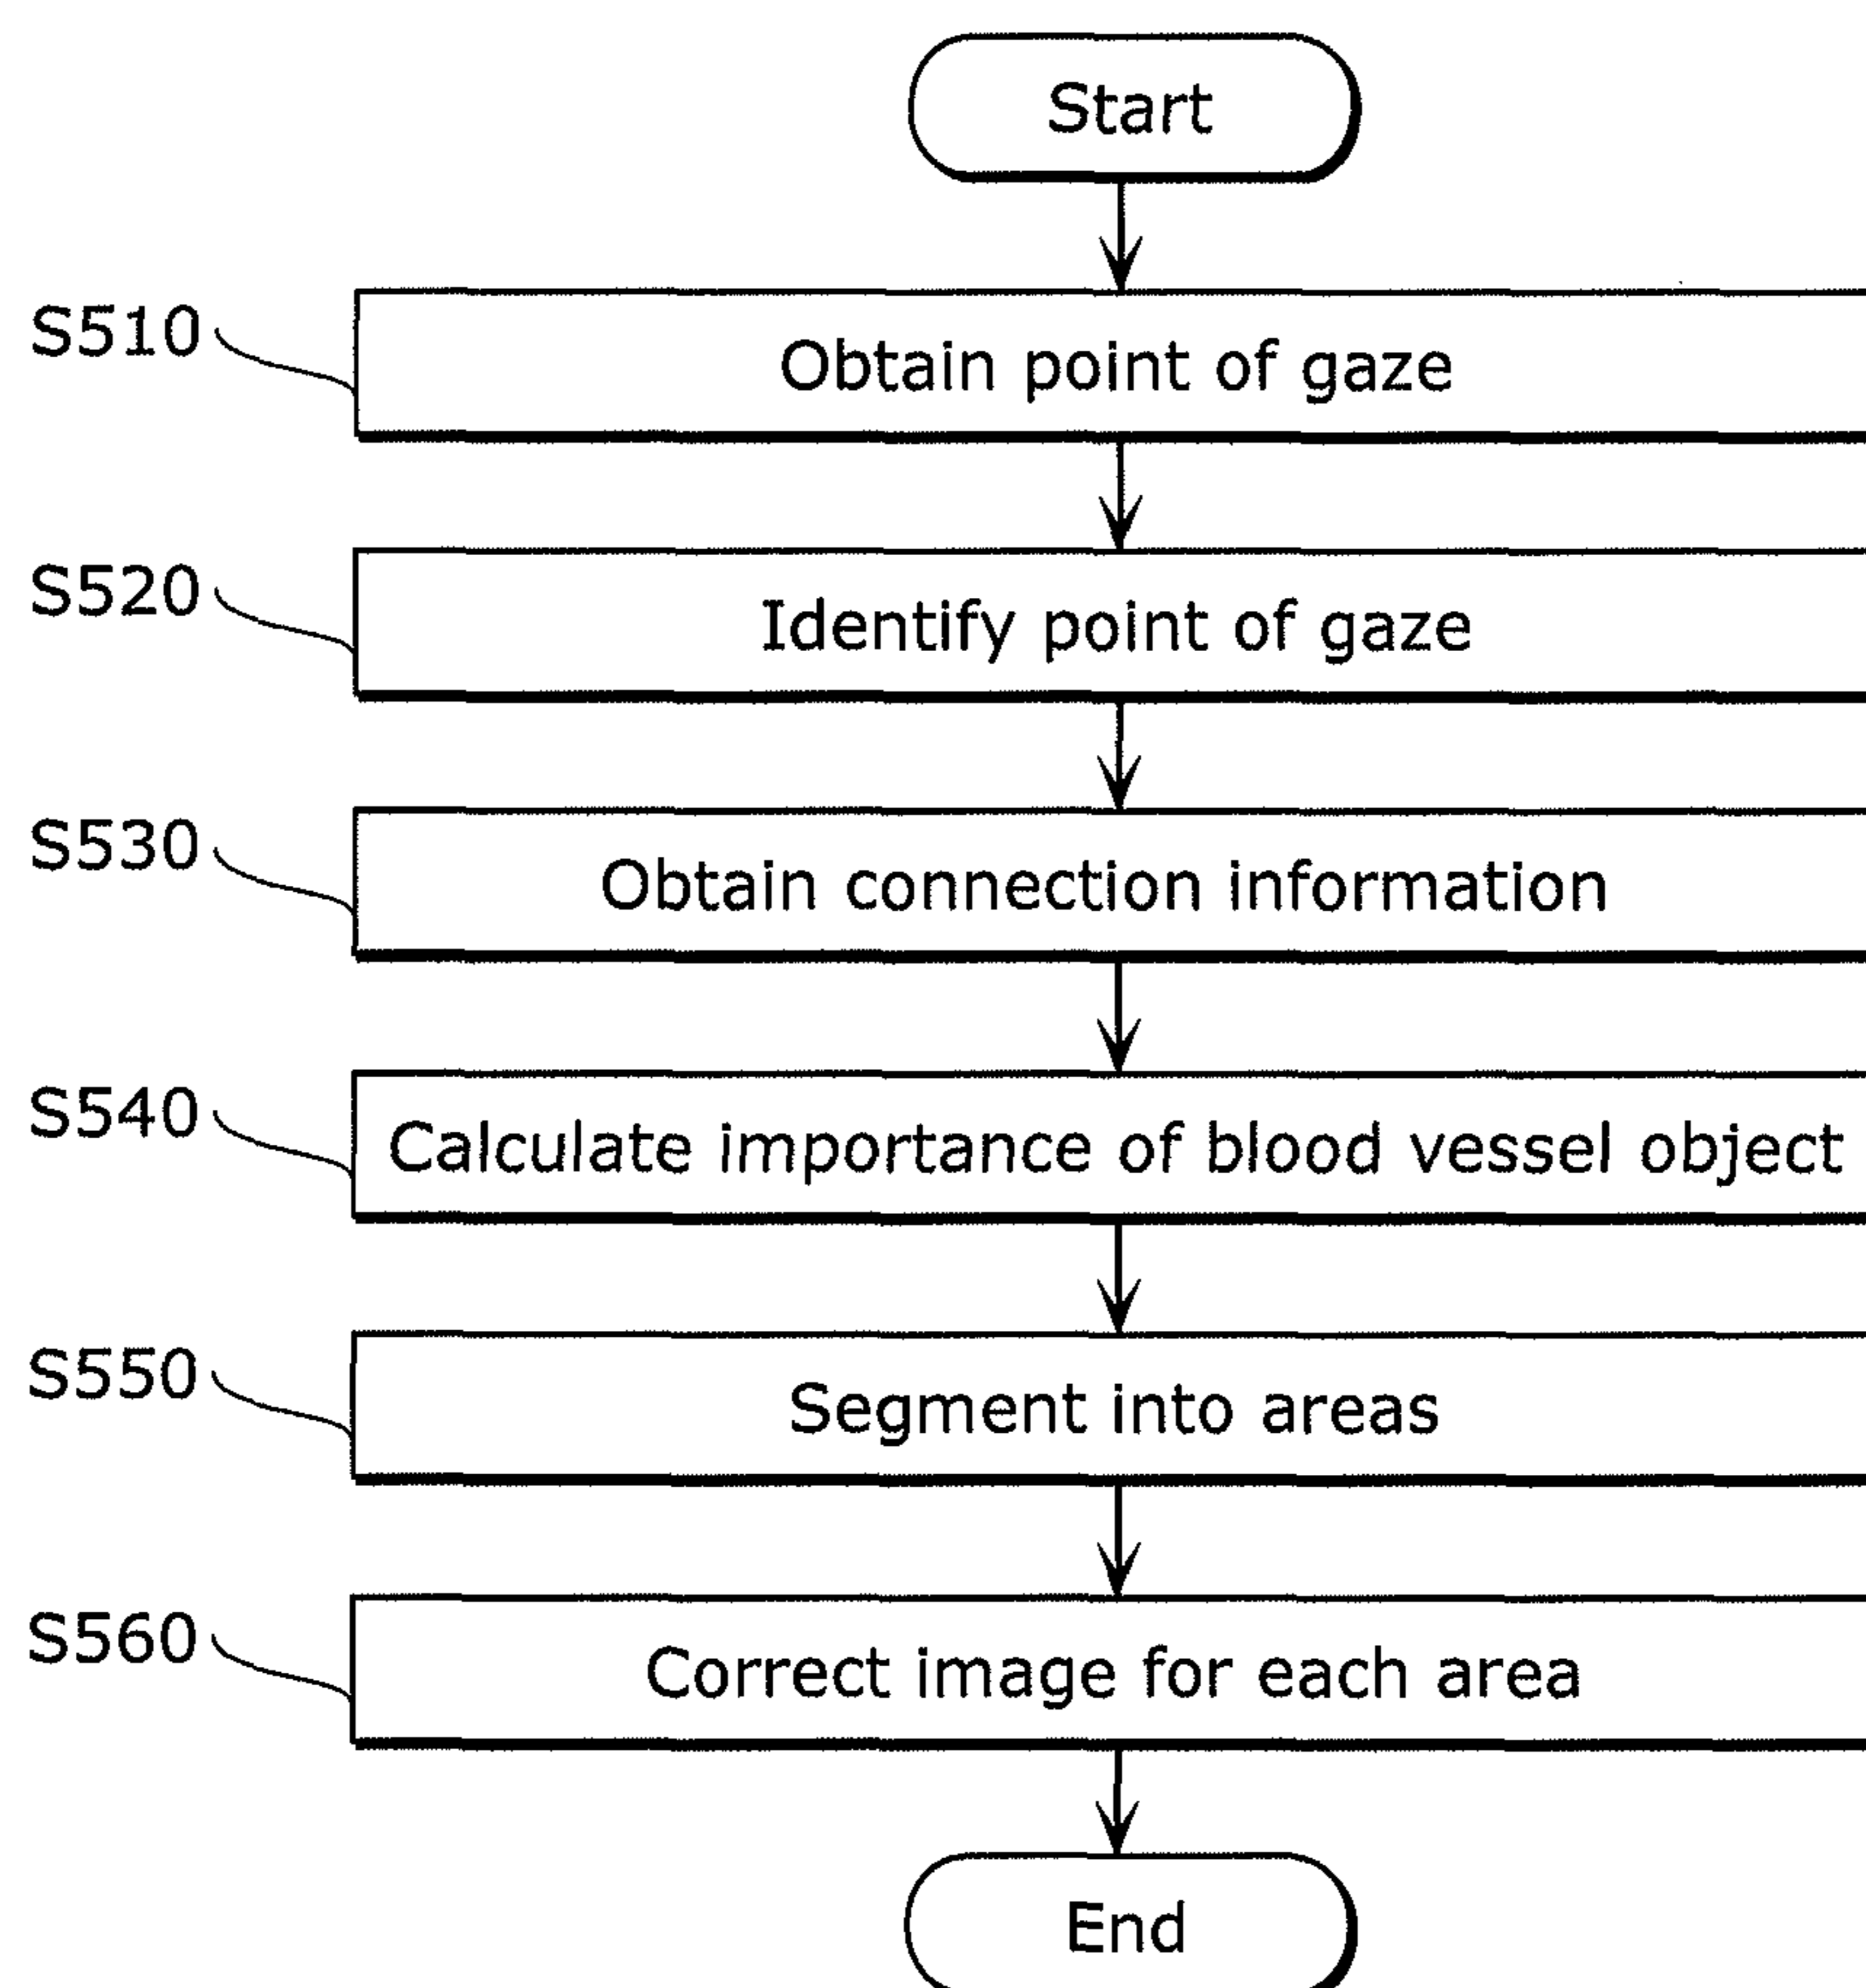 Start
S510
Obtain point of gaze
S520
Identify point of gaze
S530
Obtain connection information
S540
Calculate importance of blood vessel object
S550
Segment into areas
S560
Correct image for each area
End